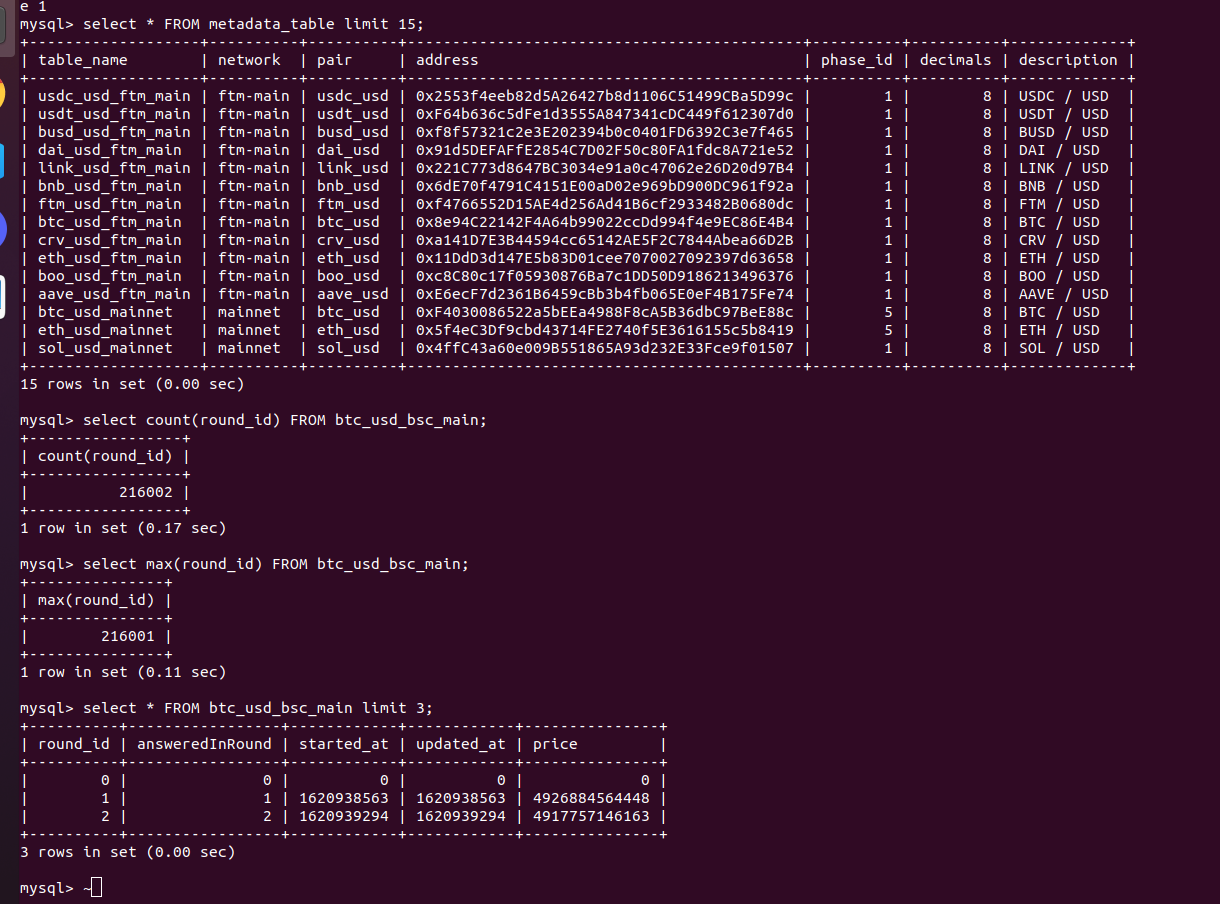 e 1
mysql> select * FROM metadata_table limit 15;
+--------------------+----------+----------+--------------------------------------------+----------+----------+-------------+
| table_name         | network  | pair     | address                                    | phase_id | decimals | description |
+--------------------+----------+----------+--------------------------------------------+----------+----------+-------------+
| usdc_usd_ftm_main | ftm-main | usdc_usd | 0x2553f4eeb82d5A26427b8d1106C51499CBa5D99c |        1 |        8 | USDC / USD  |
| usdt_usd_ftm_main | ftm-main | usdt_usd | 0xF64b636c5dFe1d3555A847341cDC449f612307d0 |        1 |        8 | USDT / USD  |
| busd_usd_ftm_main | ftm-main | busd_usd | 0xf8f57321c2e3E202394b0c0401FD6392C3e7f465 |        1 |        8 | BUSD / USD  |
| dai_usd_ftm_main  | ftm-main | dai_usd  | 0x91d5DEFAFfE2854C7D02F50c80FA1fdc8A721e52 |        1 |        8 | DAI / USD   |
| link_usd_ftm_main | ftm-main | link_usd | 0x221C773d8647BC3034e91a0c47062e26D20d97B4 |        1 |        8 | LINK / USD  |
| bnb_usd_ftm_main  | ftm-main | bnb_usd  | 0x6dE70f4791C4151E00aD02e969bD900DC961f92a |        1 |        8 | BNB / USD   |
| ftm_usd_ftm_main  | ftm-main | ftm_usd  | 0xf4766552D15AE4d256Ad41B6cf2933482B0680dc |        1 |        8 | FTM / USD   |
| btc_usd_ftm_main  | ftm-main | btc_usd  | 0x8e94C22142F4A64b99022ccDd994f4e9EC86E4B4 |        1 |        8 | BTC / USD   |
| crv_usd_ftm_main  | ftm-main | crv_usd  | 0xa141D7E3B44594cc65142AE5F2C7844Abea66D2B |        1 |        8 | CRV / USD   |
| eth_usd_ftm_main  | ftm-main | eth_usd  | 0x11DdD3d147E5b83D01cee7070027092397d63658 |        1 |        8 | ETH / USD   |
| boo_usd_ftm_main  | ftm-main | boo_usd  | 0xc8C80c17f05930876Ba7c1DD50D9186213496376 |        1 |        8 | BOO / USD   |
| aave_usd_ftm_main | ftm-main | aave_usd | 0xE6ecF7d2361B6459cBb3b4fb065E0eF4B175Fe74 |        1 |        8 | AAVE / USD  |
| btc_usd_mainnet   | mainnet  | btc_usd  | 0xF4030086522a5bEEa4988F8cA5B36dbC97BeE88c |        5 |        8 | BTC / USD   |
| eth_usd_mainnet   | mainnet  | eth_usd  | 0x5f4eC3Df9cbd43714FE2740f5E3616155c5b8419 |        5 |        8 | ETH / USD   |
| sol_usd_mainnet   | mainnet  | sol_usd  | 0x4ffC43a60e009B551865A93d232E33Fce9f01507 |        1 |        8 | SOL / USD   |
+--------------------+----------+----------+--------------------------------------------+----------+----------+-------------+
15 rows in set (0.00 sec)

mysql> select count(round_id) FROM btc_usd_bsc_main;
+-----------------+
| count(round_id) |
+-----------------+
|          216002 |
+-----------------+
1 row in set (0.17 sec)

mysql> select max(round_id) FROM btc_usd_bsc_main;
+---------------+
| max(round_id) |
+---------------+
|        216001 |
+---------------+
1 row in set (0.11 sec)

mysql> select * FROM btc_usd_bsc_main limit 3;
+----------+-----------------+------------+------------+---------------+
| round_id | answeredInRound | started_at | updated_at | price         |
+----------+-----------------+------------+------------+---------------+
|        0 |               0 |          0 |          0 |             0 |
|        1 |               1 | 1620938563 | 1620938563 | 4926884564448 |
|        2 |               2 | 1620939294 | 1620939294 | 4917757146163 |
+----------+-----------------+------------+------------+---------------+
3 rows in set (0.00 sec)

mysql> ~